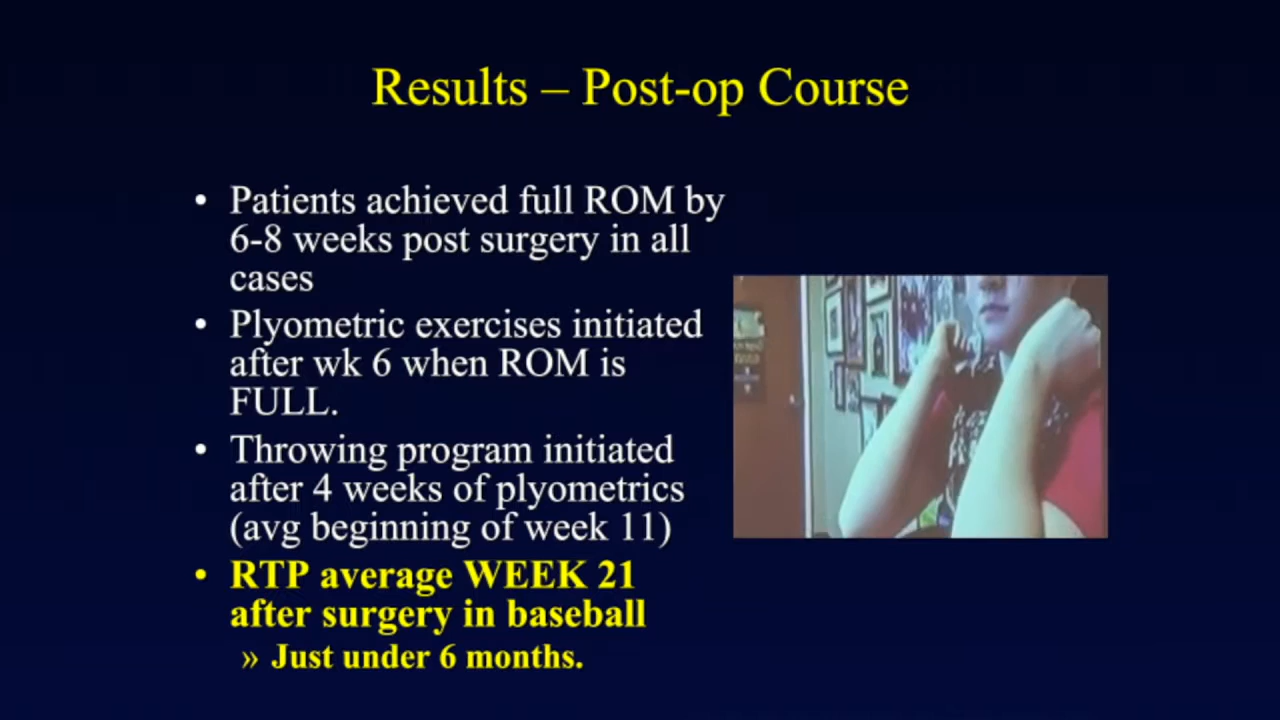 Results – Post-op Course
• Patients achieved full ROM by
6-8 weeks post surgery in all
cases
• Plyometric exercises initiated
after wk 6 when ROM is
FULL.
• Throwing program initiated
after 4 weeks of plyometrics
(avg beginning of week 11)
• RTP average WEEK 21
after surgery in baseball
» Just under 6 months.